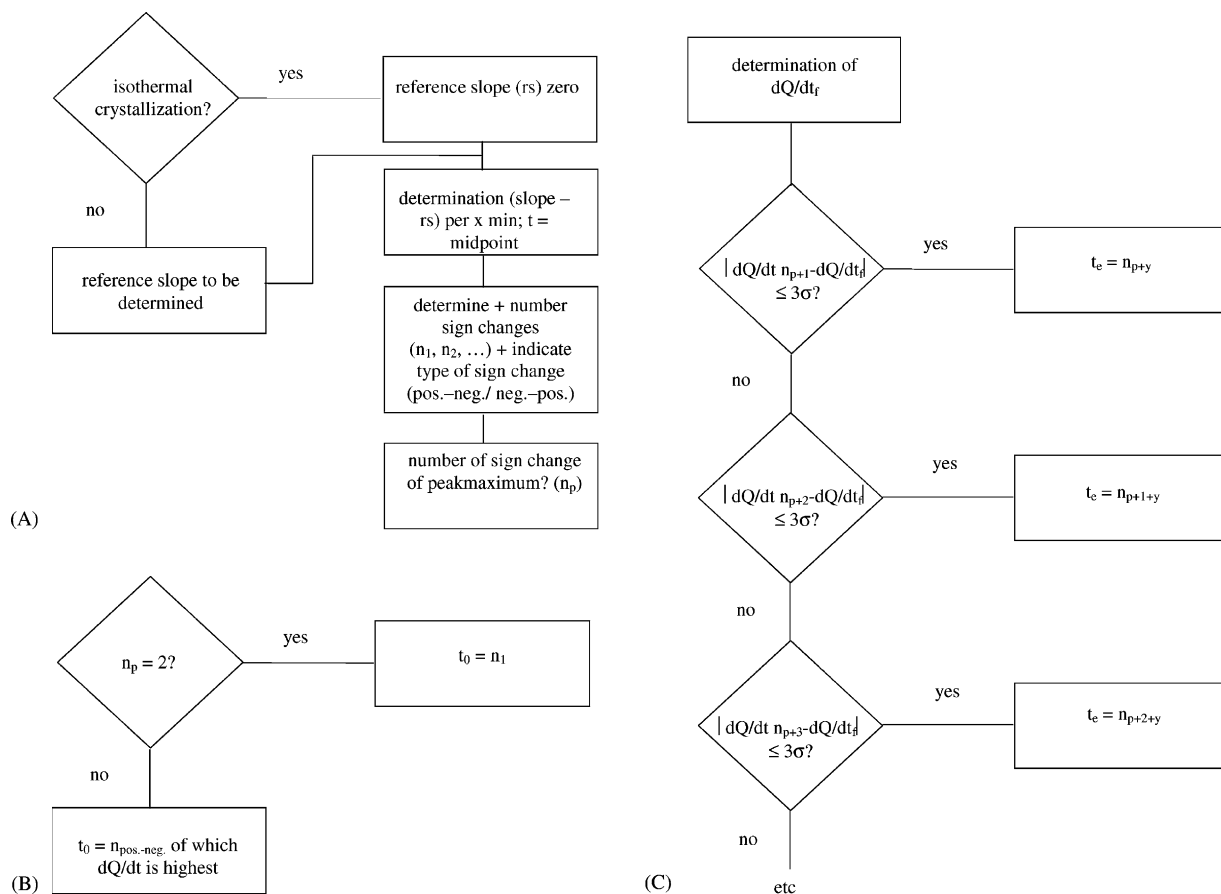 isothermal
crystallization?
yes
reference slope (rs) zero
no
determination (slope –
rs) per x min; t =
midpoint
reference slope to be
determined
determine + number
sign changes
(n1, n2, …) + indicate
type of sign change
(pos.–neg./ neg.–pos.)
number of sign change
of peakmaximum? (np)
(A)
np = 2?
yes
t0 = n1
no
t0 = npos.-neg. of which
dQ/dt is highest
(B)
determination of
dQ/dtf
| dQ/dt np+1-dQ/dtf|
≤ 3σ?
yes
te = np+y
no
| dQ/dt np+2-dQ/dtf|
≤ 3σ?
yes
te = np+1+y
no
| dQ/dt np+3-dQ/dtf|
≤ 3σ?
yes
te = np+2+y
no
etc
(C)